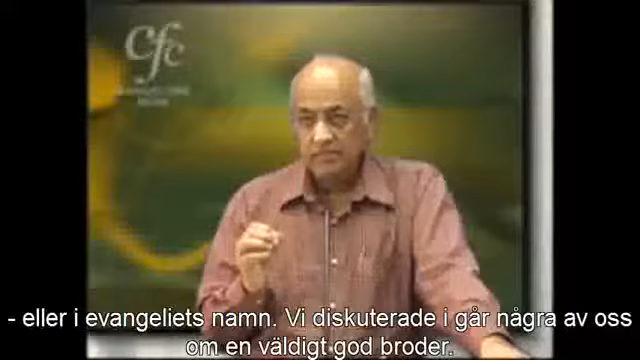 cfc
- eller i evangeliets namn. Vi diskuterade i går några av oss
om en väldigt god broder.